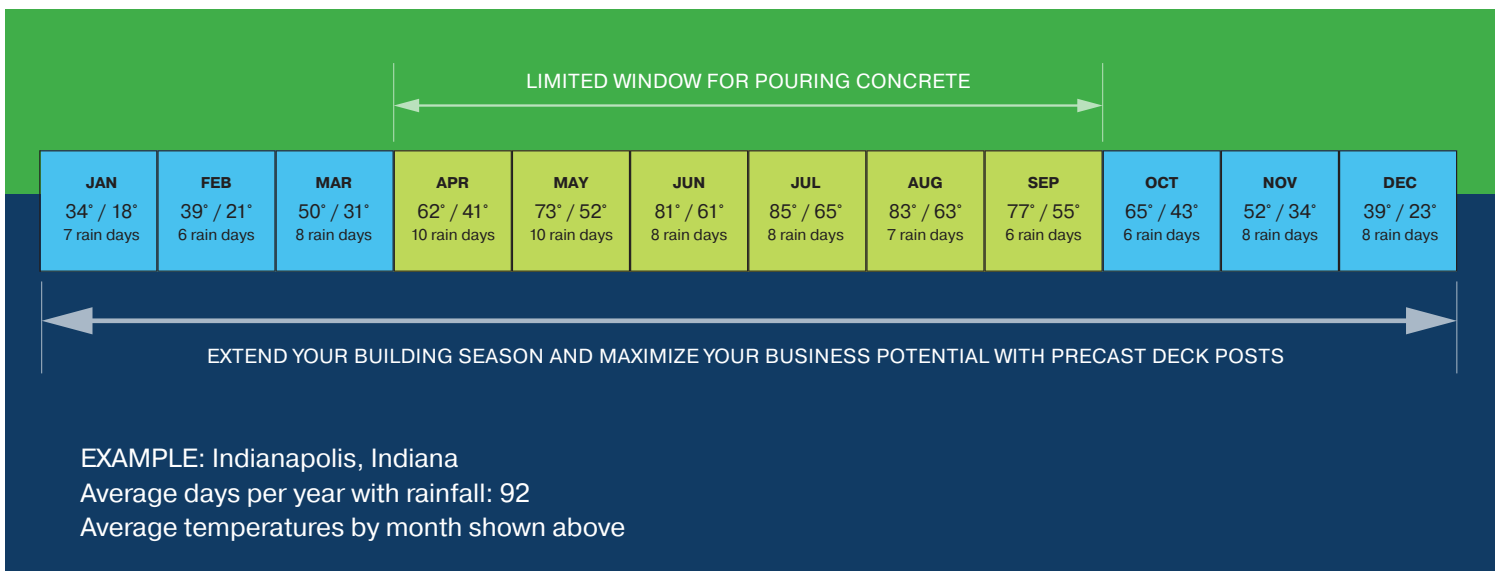 LIMITED WINDOW FOR POURING CONCRETE
JAN FEB MAR APR MAY JUN JUL AUG SEP OCT NOV DEC
34° / 18° 39° / 21° 50° / 31° 62° / 41° 73° / 52° 81° / 61° 85° / 65° 83° / 63° 77° / 55° 65° / 43° 52° / 34° 39° / 23°
7 rain days 6 rain days 8 rain days 10 rain days 10 rain days 8 rain days 8 rain days 7 rain days 6 rain days 6 rain days 8 rain days 8 rain days
EXTEND YOUR BUILDING SEASON AND MAXIMIZE YOUR BUSINESS POTENTIAL WITH PRECAST DECK POSTS
EXAMPLE: Indianapolis, Indiana
Average days per year with rainfall: 92
Average temperatures by month shown above